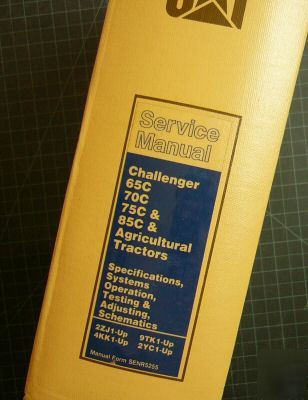 CAT
Service
Manual
Challenger
65C
70C
75C &
85C &
Agricultural
Tractors
Specifications,
Systems
Operation,
Testing &
Adjusting,
Schematics
2ZJ1-Up 9TK1-Up
4KK1-Up 2YC1-Up
Manual Form SENR5255